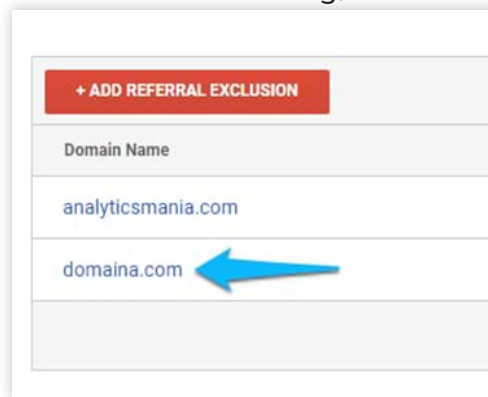 + ADD REFERRAL EXCLUSION
Domain Name
analyticsmania.com
domaina.com